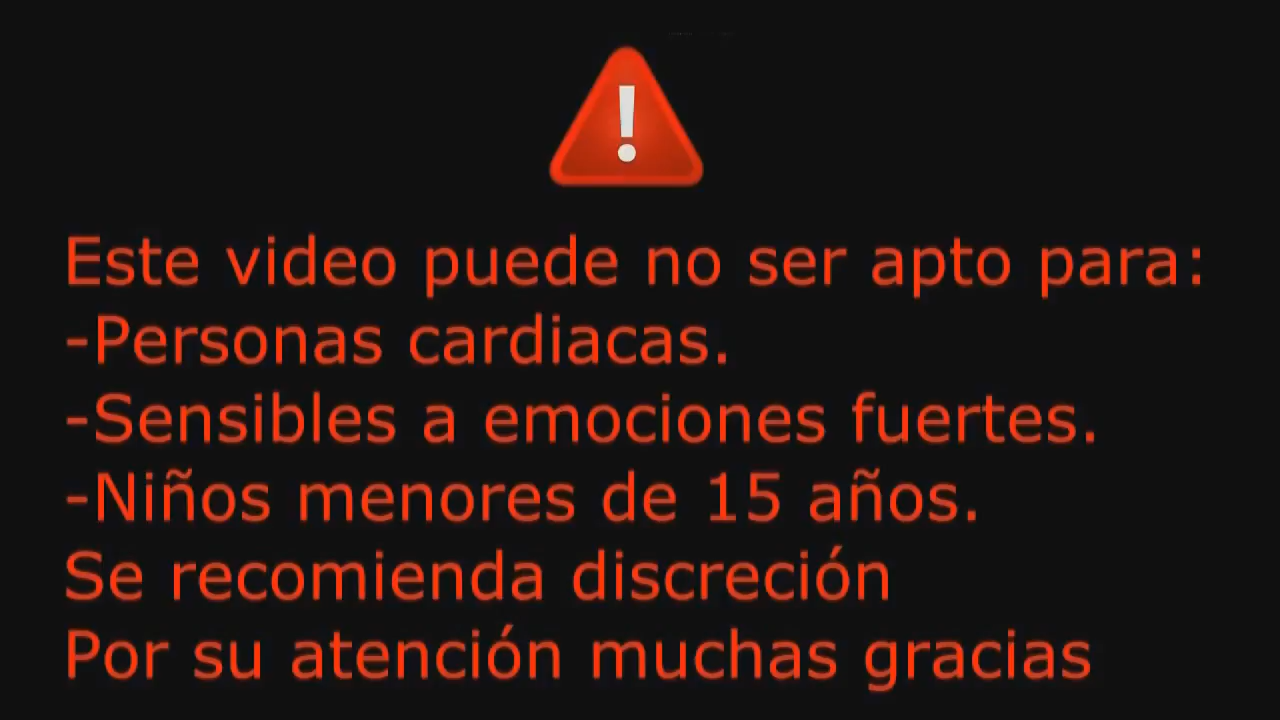 !
Este video puede no ser apto para:
-Personas cardiacas.
-Sensibles a emociones fuertes.
-Niños menores de 15 años.
Se recomienda discreción
Por su atención muchas gracias